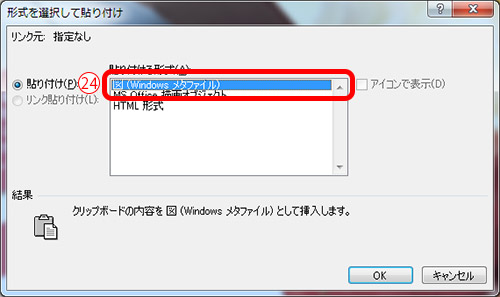 形式を選択して貼り付け
リンク元: 指定なし
貼り付ける形式(A):
貼り付け(P):
リンク貼り付け(L):
㉔
図 (Windows メタファイル)
MS Office 描画オブジェクト
HTML 形式
アイコンで表示(D)
結果
クリップボードの内容を 図 (Windows メタファイル) として挿入します。
OK
キャンセル